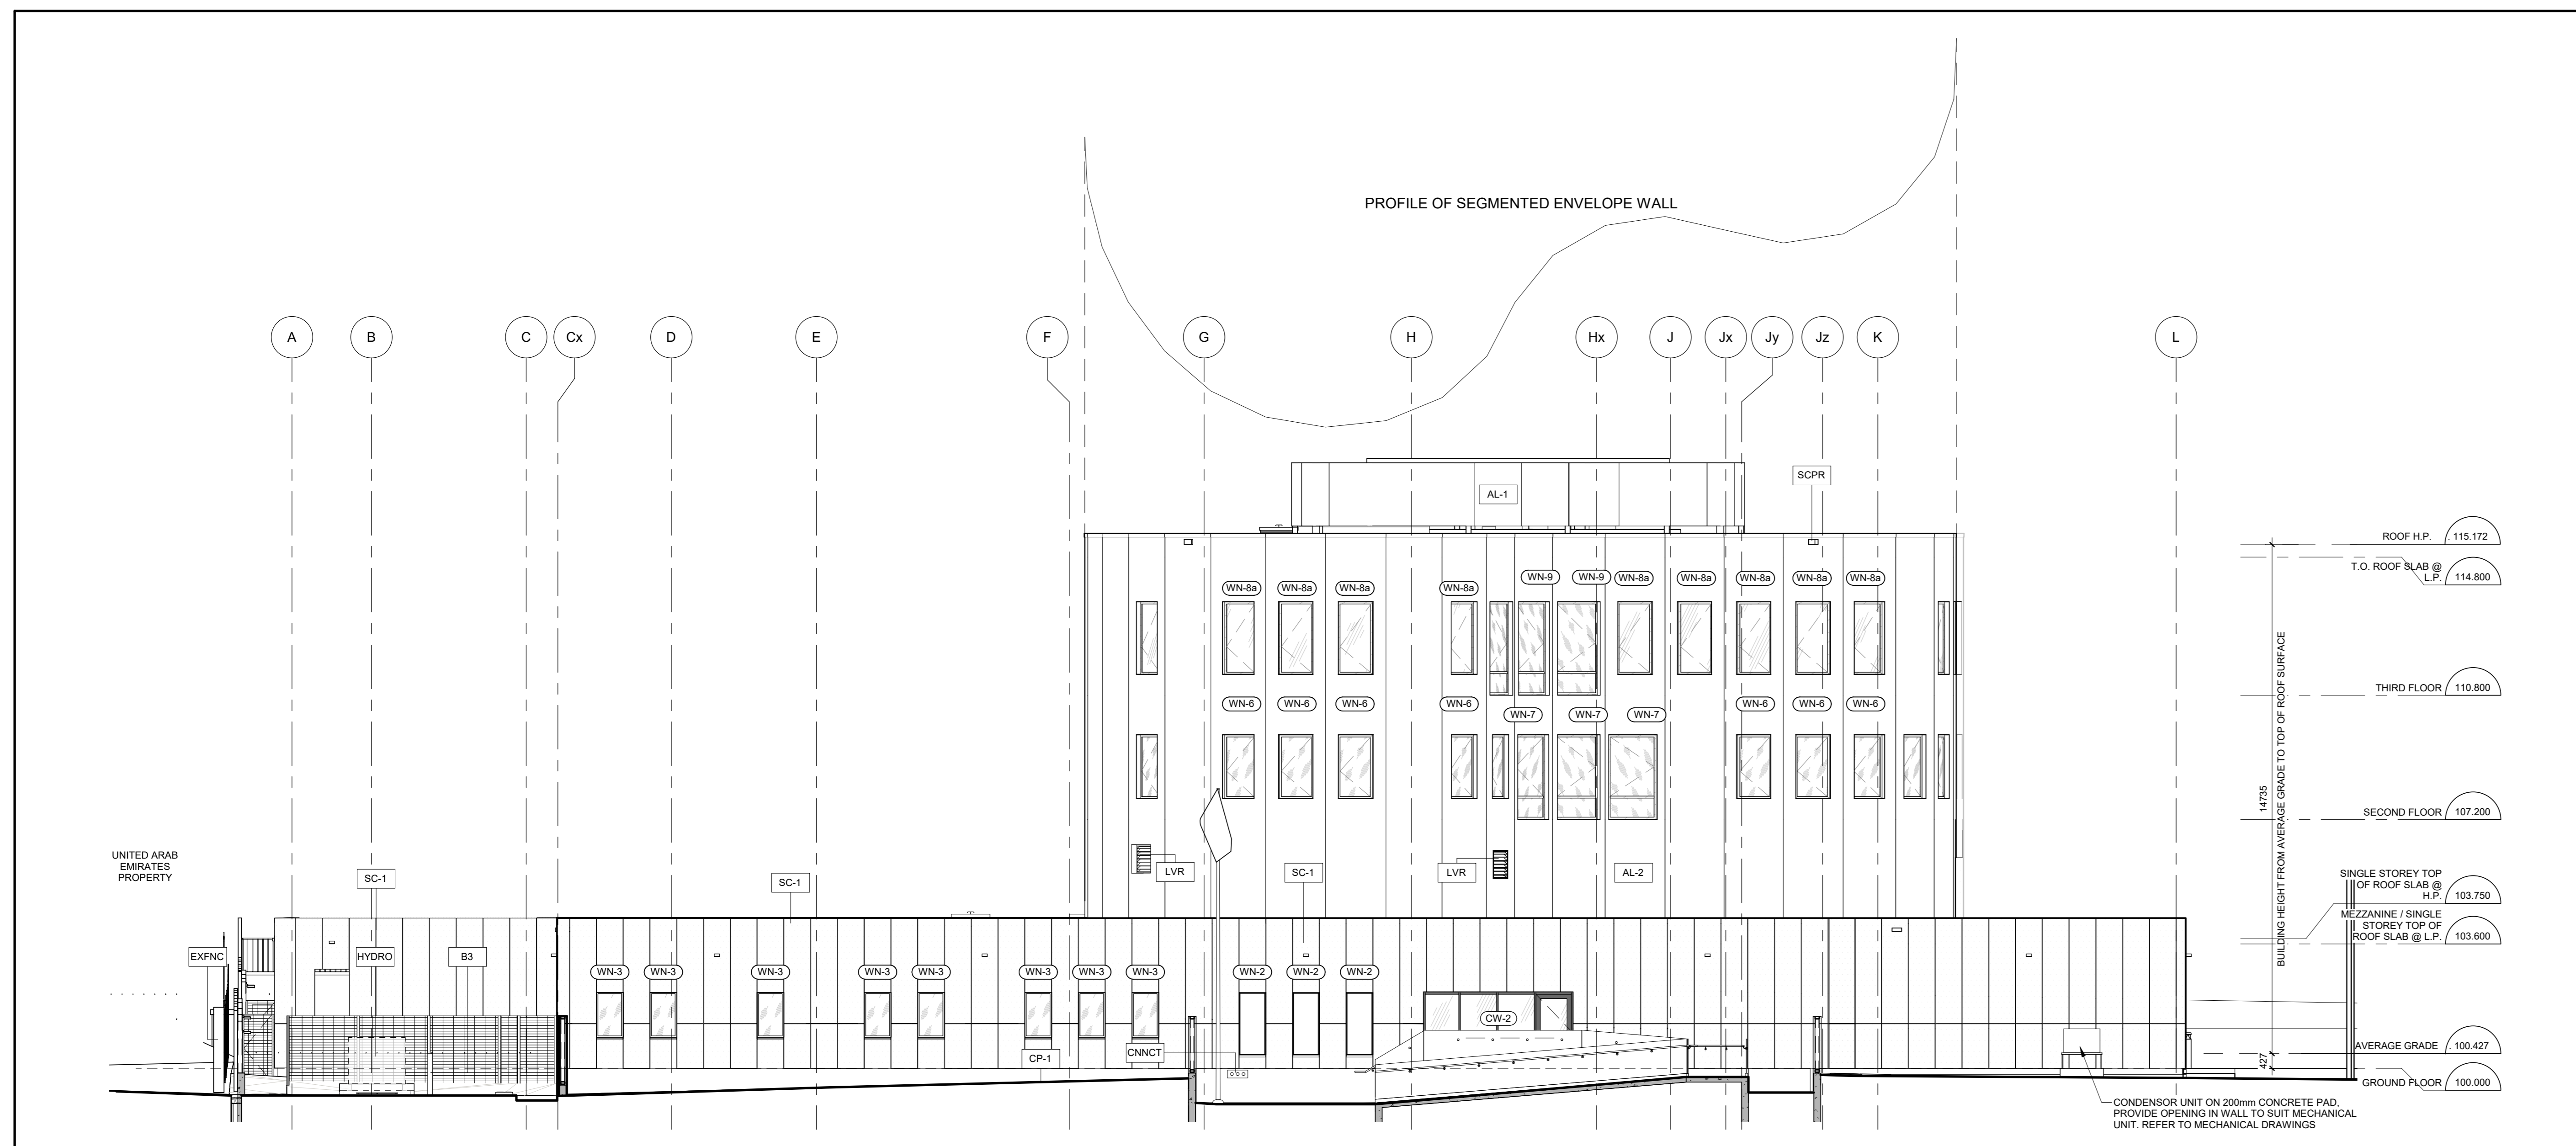 PROFILE OF SEGMENTED ENVELOPE WALL
A
B
C
Cx
D
E
F
G
H
Hx
J
Jx
Jy
Jz
K
L
SCPR
AL-1
ROOF H.P. 115.172
T.O. ROOF SLAB @
L.P. 114.800
WN-8a
WN-8a
WN-8a
WN-8a
WN-9
WN-9
WN-8a
WN-8a
WN-8a
WN-8a
WN-8a
THIRD FLOOR 110.800
WN-6
WN-6
WN-6
WN-6
WN-7
WN-7
WN-7
WN-6
WN-6
WN-6
14735
BUILDING HEIGHT FROM AVERAGE GRADE TO TOP OF ROOF SURFACE
SECOND FLOOR 107.200
UNITED ARAB
EMIRATES
PROPERTY
SC-1
SC-1
LVR
SC-1
LVR
AL-2
SINGLE STOREY TOP
OF ROOF SLAB @
H.P. 103.750
MEZZANINE / SINGLE
STOREY TOP OF
ROOF SLAB @ L.P. 103.600
EXFNC
HYDRO
B3
WN-3
WN-3
WN-3
WN-3
WN-3
WN-3
WN-3
WN-3
WN-2
WN-2
WN-2
CW-2
CP-1
CNNCT
AVERAGE GRADE 100.427
427
GROUND FLOOR 100.000
CONDENSOR UNIT ON 200mm CONCRETE PAD,
PROVIDE OPENING IN WALL TO SUIT MECHANICAL
UNIT. REFER TO MECHANICAL DRAWINGS